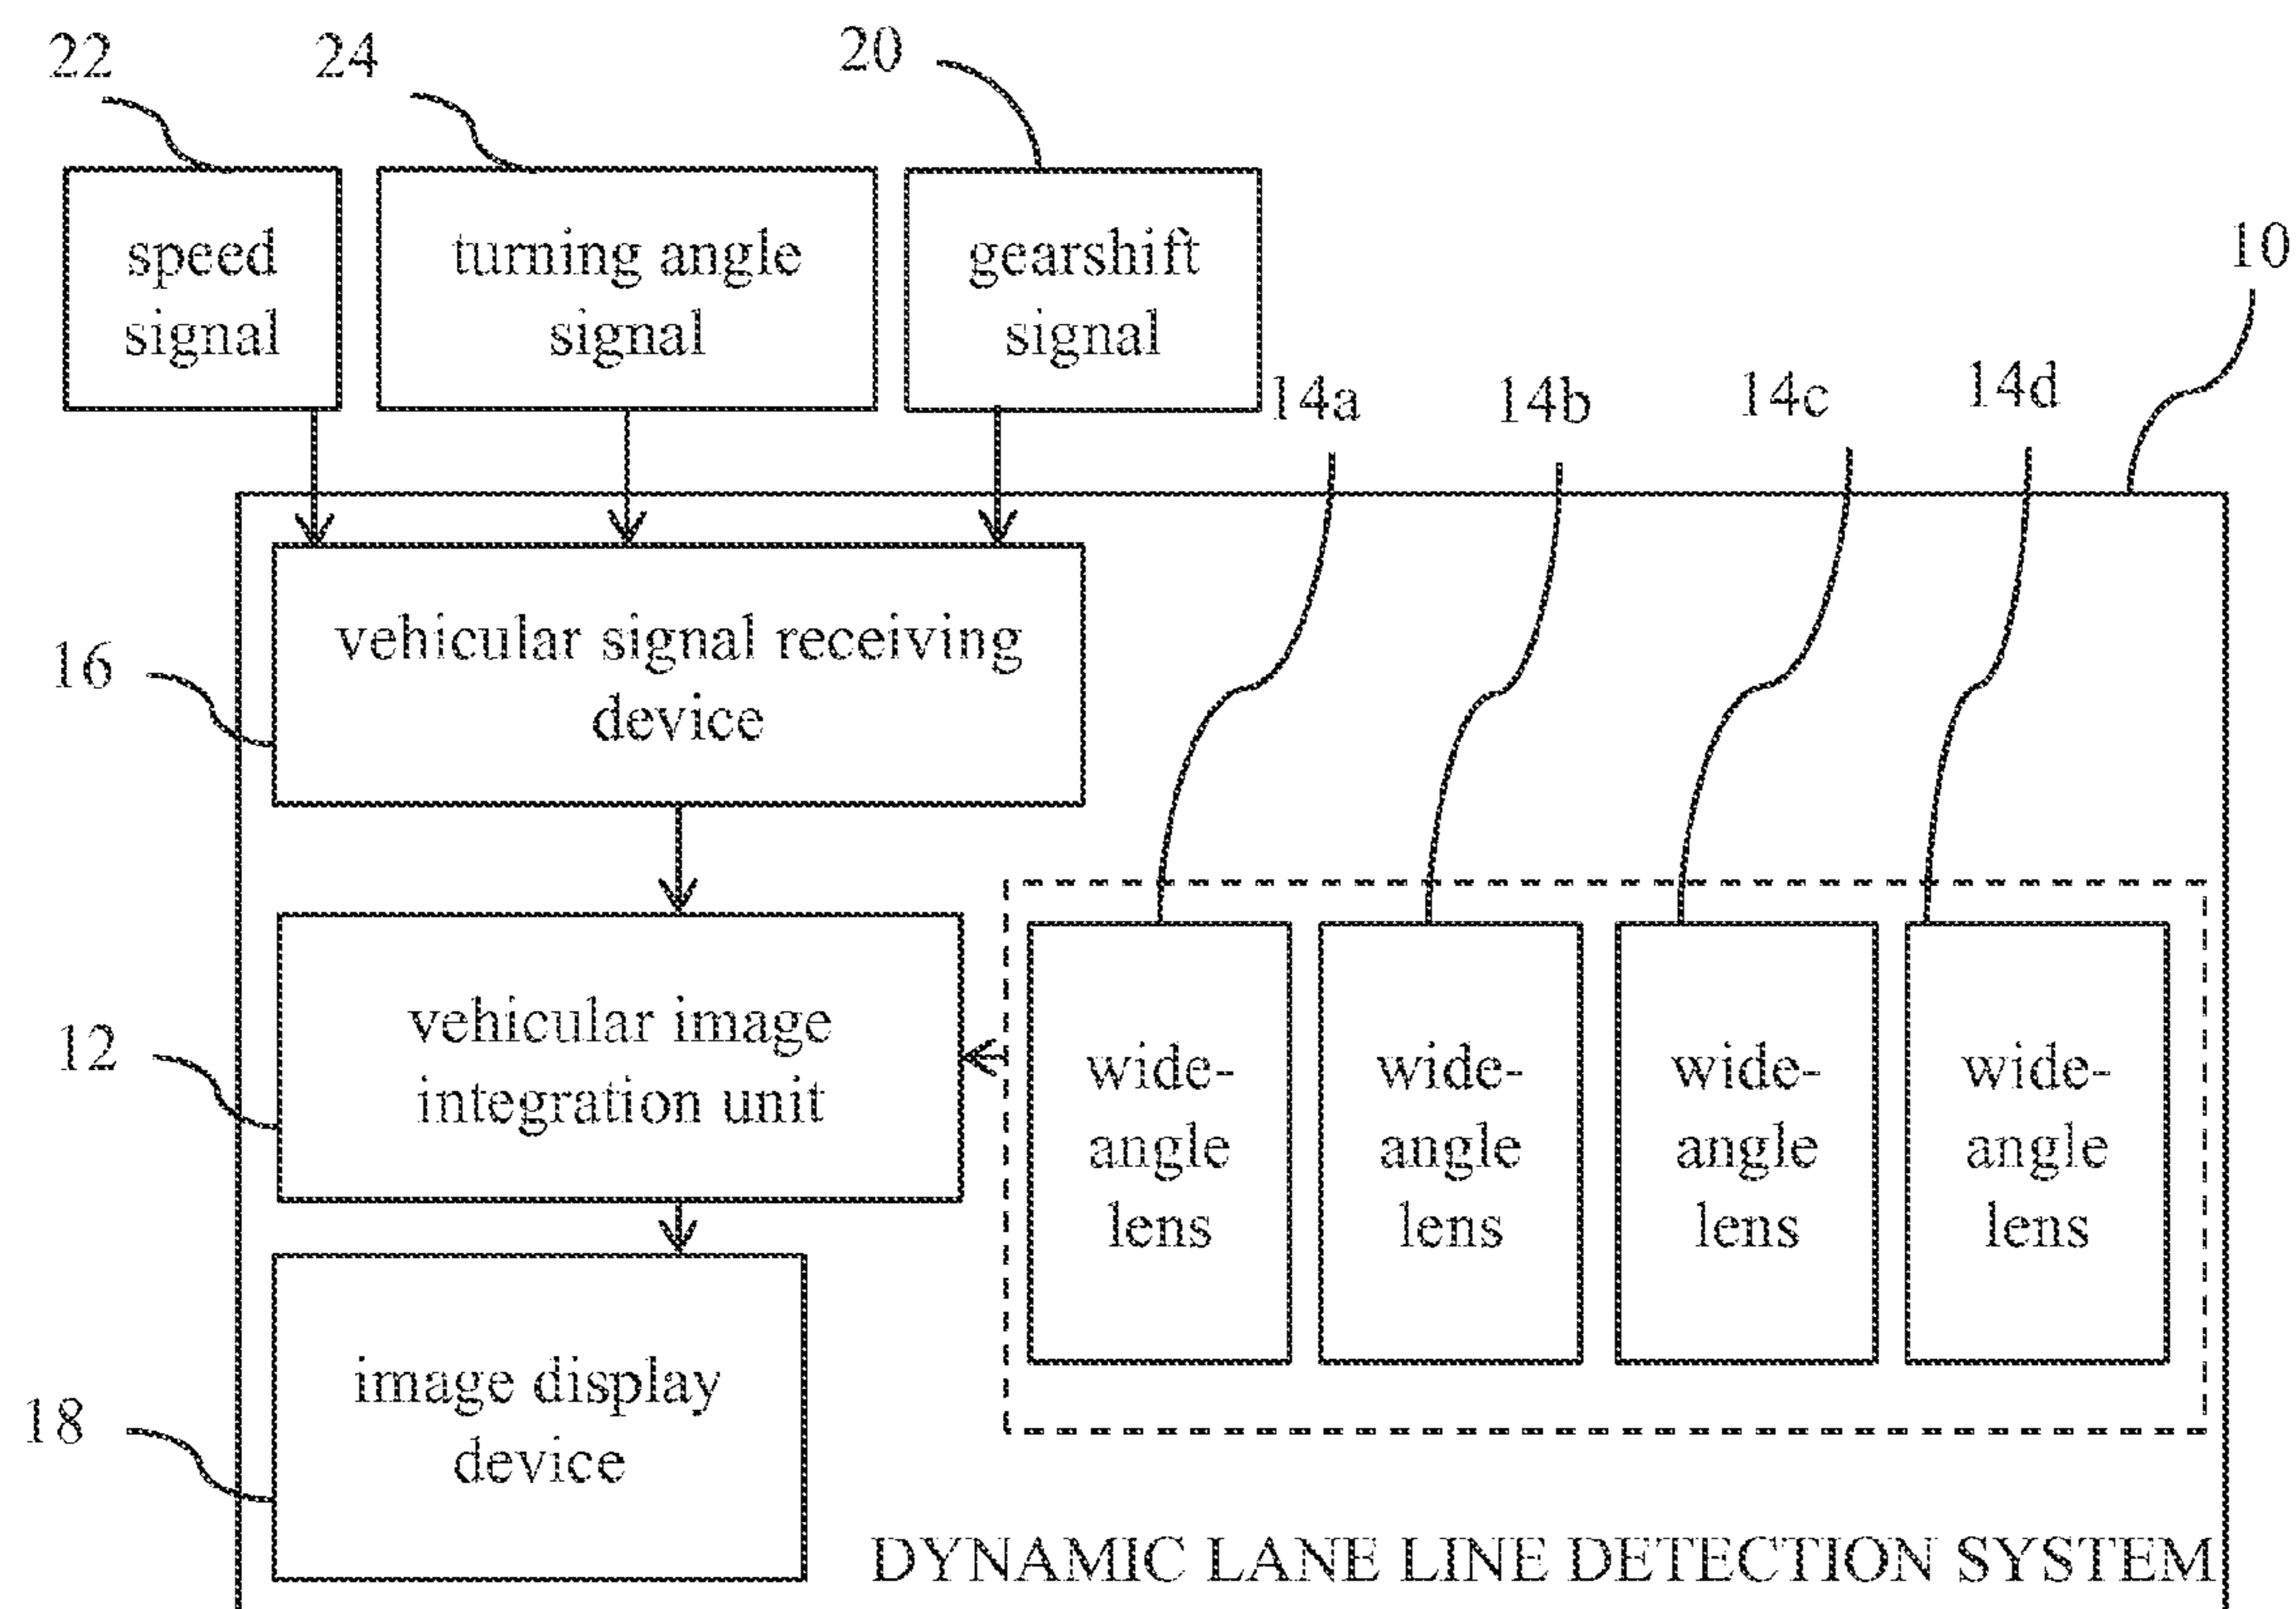 22
24
20
speed
signal
turning angle
signal
gearshift
signal
10
14a
14b
14c
14d
16
vehicular signal receiving
device
12
vehicular image
integration unit
wide-
angle
lens
wide-
angle
lens
wide-
angle
lens
wide-
angle
lens
18
image display
device
DYNAMIC LANE LINE DETECTION SYSTEM